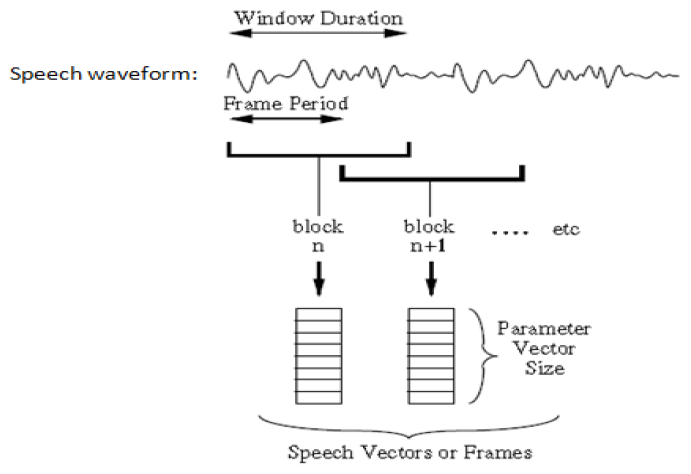 Window Duration
Speech waveform:
Frame Period
block
n
block
n+1
.... etc
Parameter
Vector
Size
Speech Vectors or Frames